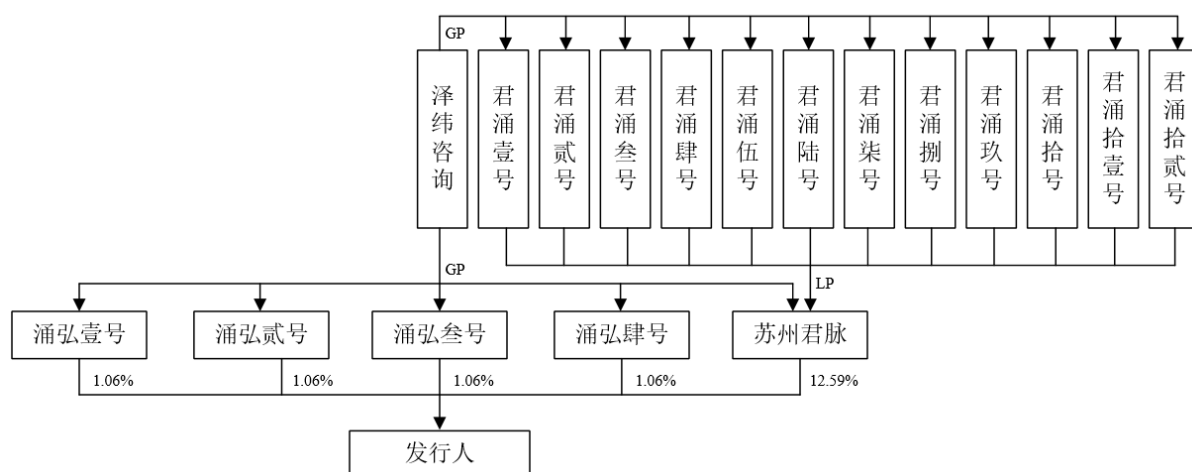 GP
泽纬咨询
君涌壹号
君涌贰号
君涌叁号
君涌肆号
君涌伍号
君涌陆号
君涌柒号
君涌捌号
君涌玖号
君涌拾号
君涌拾壹号
君涌拾贰号
GP
LP
涌弘壹号
涌弘贰号
涌弘叁号
涌弘肆号
苏州君脉
1.06%
1.06%
1.06%
1.06%
12.59%
发行人